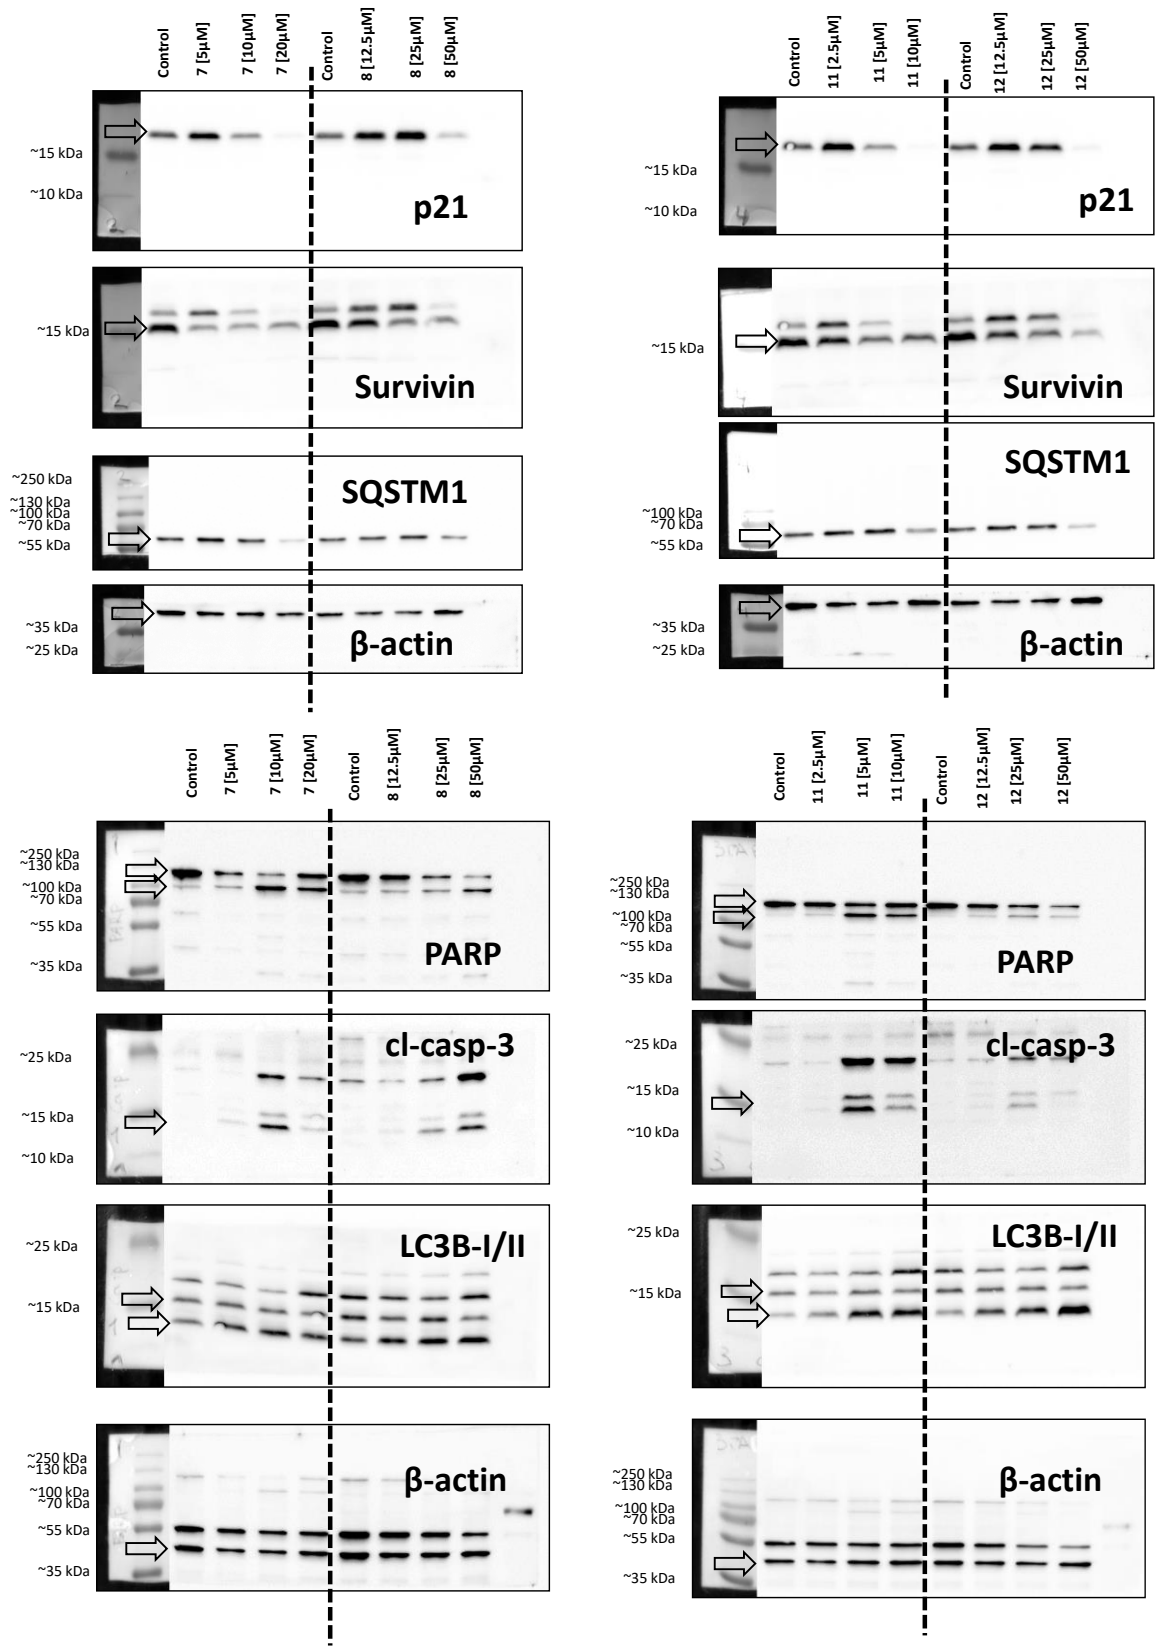 Control
7 [5µM]
7 [10µM]
7 [20µM]
Control
8 [12.5µM]
8 [25µM]
8 [50µM]
~15 kDa
~10 kDa
2
p21
~15 kDa
2
Survivin
~250 kDa
~130 kDa
~100 kDa
~70 kDa
~55 kDa
SQSTM1
~35 kDa
~25 kDa
β-actin
Control
11 [2.5µM]
11 [5µM]
11 [10µM]
Control
12 [12.5µM]
12 [25µM]
12 [50µM]
~15 kDa
~10 kDa
4
p21
~15 kDa
4
Survivin
~100 kDa
~70 kDa
~55 kDa
SQSTM1
~35 kDa
~25 kDa
β-actin
Control
7 [5µM]
7 [10µM]
7 [20µM]
Control
8 [12.5µM]
8 [25µM]
8 [50µM]
~250 kDa
~130 kDa
~100 kDa
~70 kDa
~55 kDa
~35 kDa
PARP
~25 kDa
~15 kDa
~10 kDa
cl-casp-3
~25 kDa
~15 kDa
LC3B-I/II
~250 kDa
~130 kDa
~100 kDa
~70 kDa
~55 kDa
~35 kDa
β-actin
Control
11 [2.5µM]
11 [5µM]
11 [10µM]
Control
12 [12.5µM]
12 [25µM]
12 [50µM]
~250 kDa
~130 kDa
~100 kDa
~70 kDa
~55 kDa
~35 kDa
PARP
~25 kDa
~15 kDa
~10 kDa
3
cl-casp-3
~25 kDa
~15 kDa
3
LC3B-I/II
~250 kDa
~130 kDa
~100 kDa
~70 kDa
~55 kDa
~35 kDa
β-actin